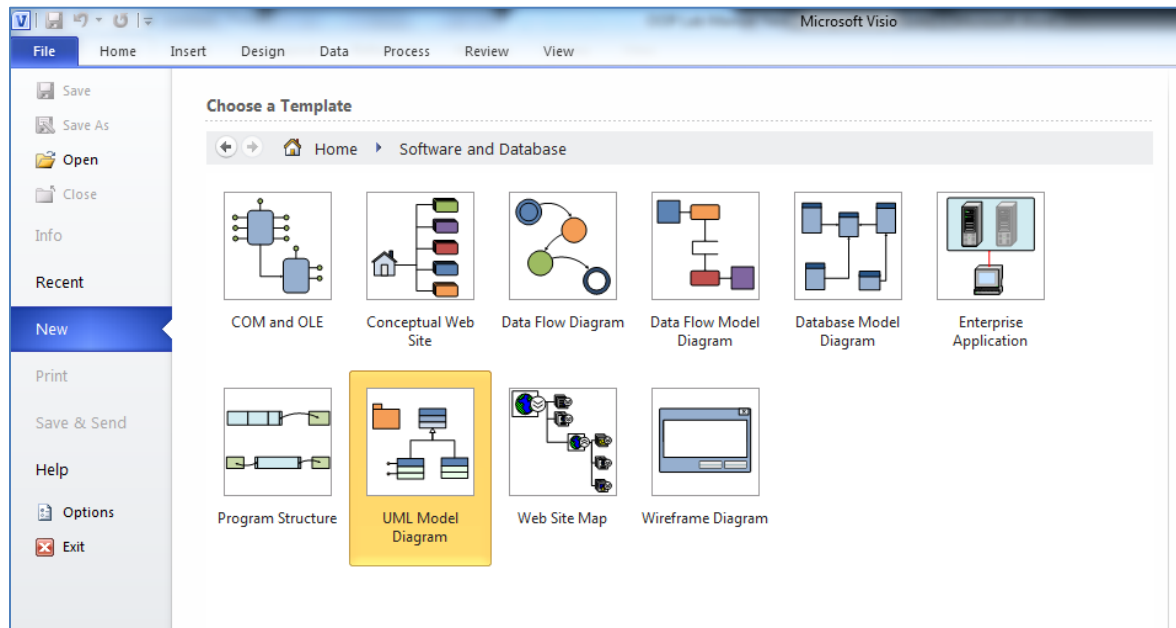 Microsoft Visio
File Home Insert Design Data Process Review View
Save
Save As
Open
Close
Info
Recent
New
Print
Save & Send
Help
Options
Exit
Choose a Template
Home Software and Database
COM and OLE
Conceptual Web
Site
Data Flow Diagram
Data Flow Model
Diagram
Database Model
Diagram
Enterprise
Application
Program Structure
UML Model
Diagram
Web Site Map
Wireframe Diagram